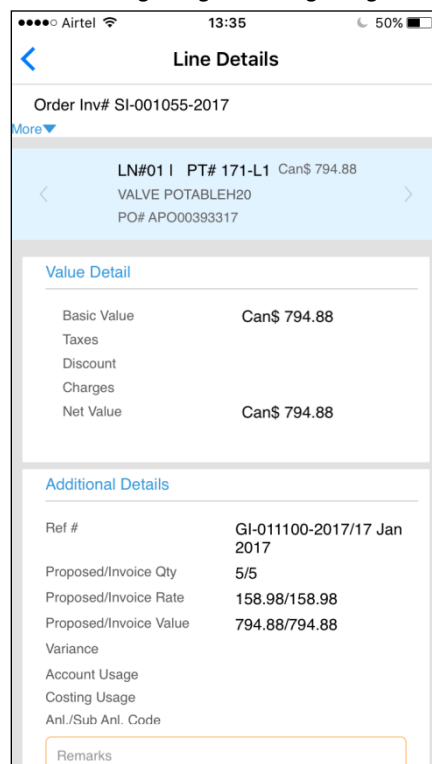 Airtel 13:35 50%
Line Details
Order Inv# SI-001055-2017
More
LN#01 I PT# 171-L1 Can$ 794.88
VALVE POTABLEH20
PO# APO00393317
Value Detail
Basic Value Can$ 794.88
Taxes
Discount
Charges
Net Value Can$ 794.88
Additional Details
Ref # GI-011100-2017/17 Jan
2017
Proposed/Invoice Qty 5/5
Proposed/Invoice Rate 158.98/158.98
Proposed/Invoice Value 794.88/794.88
Variance
Account Usage
Costing Usage
Anl./Sub Anl. Code
Remarks